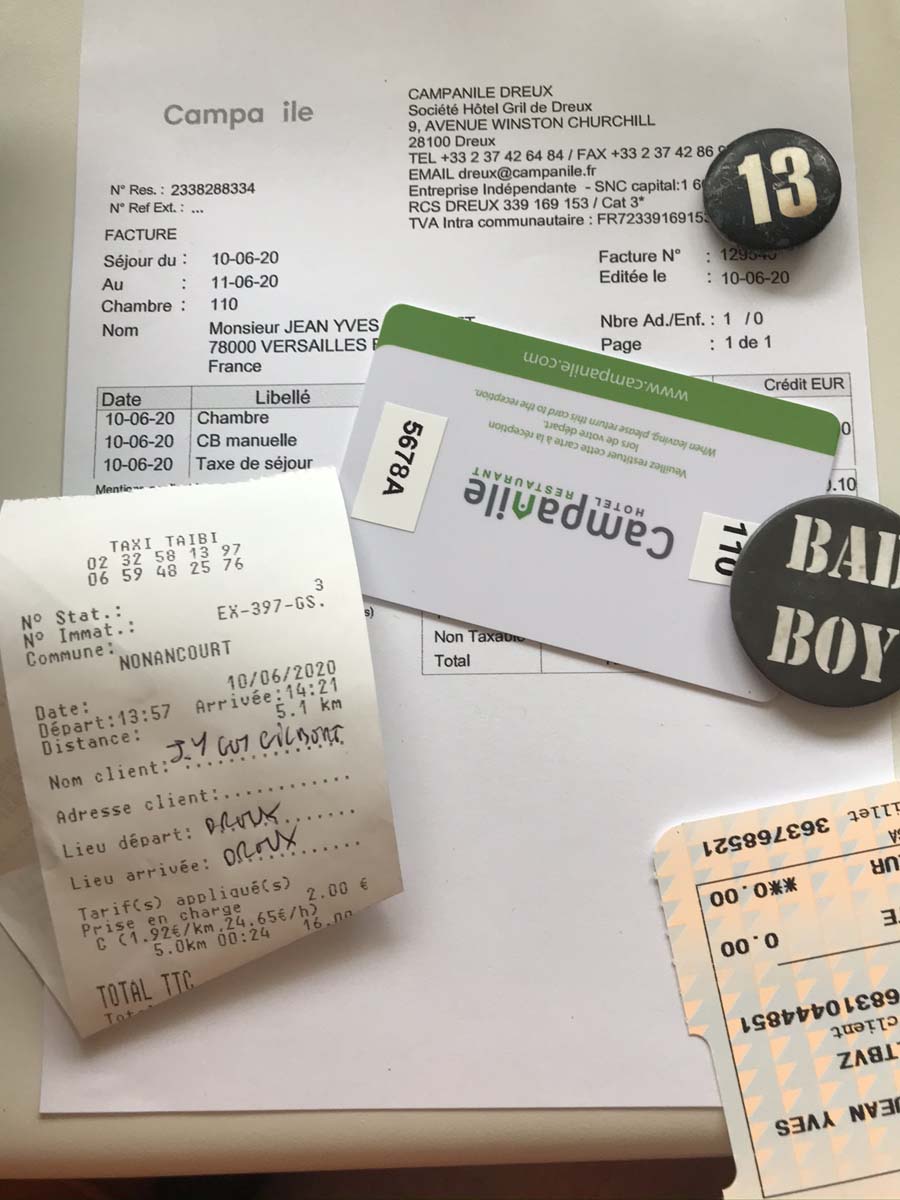 Campa ile
CAMPANILE DREUX
Société Hôtel Gril de Dreux
9, AVENUE WINSTON CHURCHILL
28100 Dreux
TEL +33 2 37 42 64 84 / FAX +33 2 37 42 86
EMAIL dreux@campanile.fr
Entreprise Indépendante - SNC capital:1 6
RCS DREUX 339 169 153 / Cat 3*
TVA Intra communautaire : FR7233916915
13
N° Res. : 2338288334
N° Ref Ext. : ...
FACTURE
Séjour du : 10-06-20
Au : 11-06-20
Chambre : 110
Nom Monsieur JEAN YVES
78000 VERSAILLES
France
Facture N° :
Editée le : 10-06-20
Nbre Ad./Enf. : 1 /0
Page : 1 de 1
Date Libellé Crédit EUR
10-06-20 Chambre
10-06-20 CB manuelle
10-06-20 Taxe de séjour
.10
Non Taxable
Total
www.campanile.com
Veuillez restituer cette carte à la réception
lors de votre départ.
When leaving, please return this card to the reception.
Campanile
HOTEL RESTAURANT
5678A
110
BAD
BOY
TAXI TAIBI
02 32 58 13 97
06 59 48 25 76
N° Stat.: 3
N° Immat.: EX-397-GS.
Commune:
NONANCOURT
Date: 10/06/2020
Départ:13:57 Arrivée:14:21
Distance: 5.1 km
Nom client: J.Y
Adresse client:............
Lieu départ: DROUX
Lieu arrivée: DROUX
Tarif(s) appliqué(s)
Prise en charge 2.00 €
C (1.92€/km,24.65€/h)
5.0km 00:24 16.00
TOTAL TTC
JEAN YVES
LTBVZ
client
68310444851
0.00
**0.00
EUR
363768521